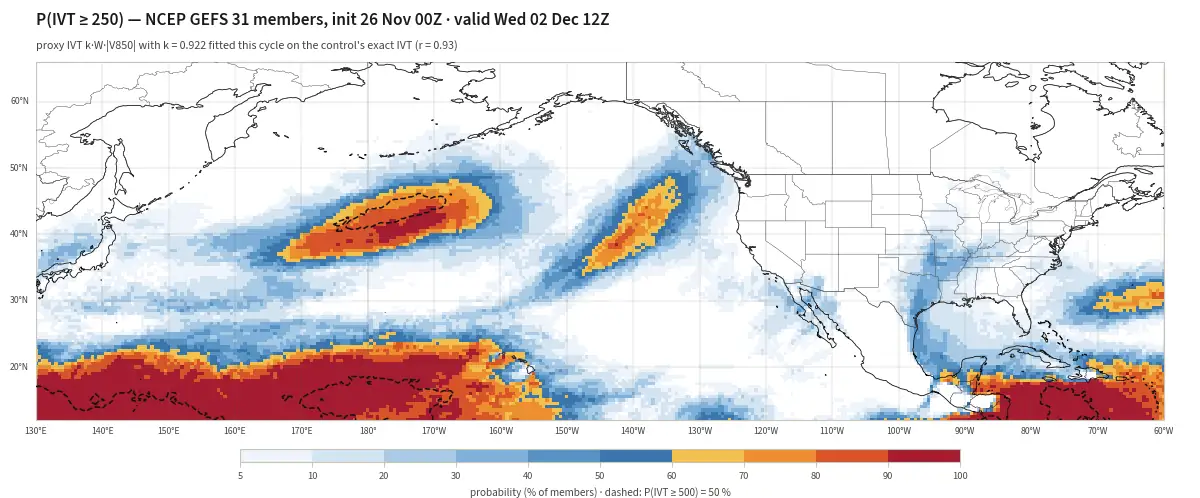 P(IVT ≥ 250) — NCEP GEFS 31 members, init 26 Nov 00Z · valid Wed 02 Dec 12Z
proxy IVT k·W·|V850| with k = 0.922 fitted this cycle on the control's exact IVT (r = 0.93)
60°N
50°N
40°N
30°N
20°N
130°E 140°E 150°E 160°E 170°E 180° 170°W 160°W 150°W 140°W 130°W 120°W 110°W 100°W 90°W 80°W 70°W 60°W
5 10 20 30 40 50 60 70 80 90 100
probability (% of members) · dashed: P(IVT ≥ 500) = 50 %